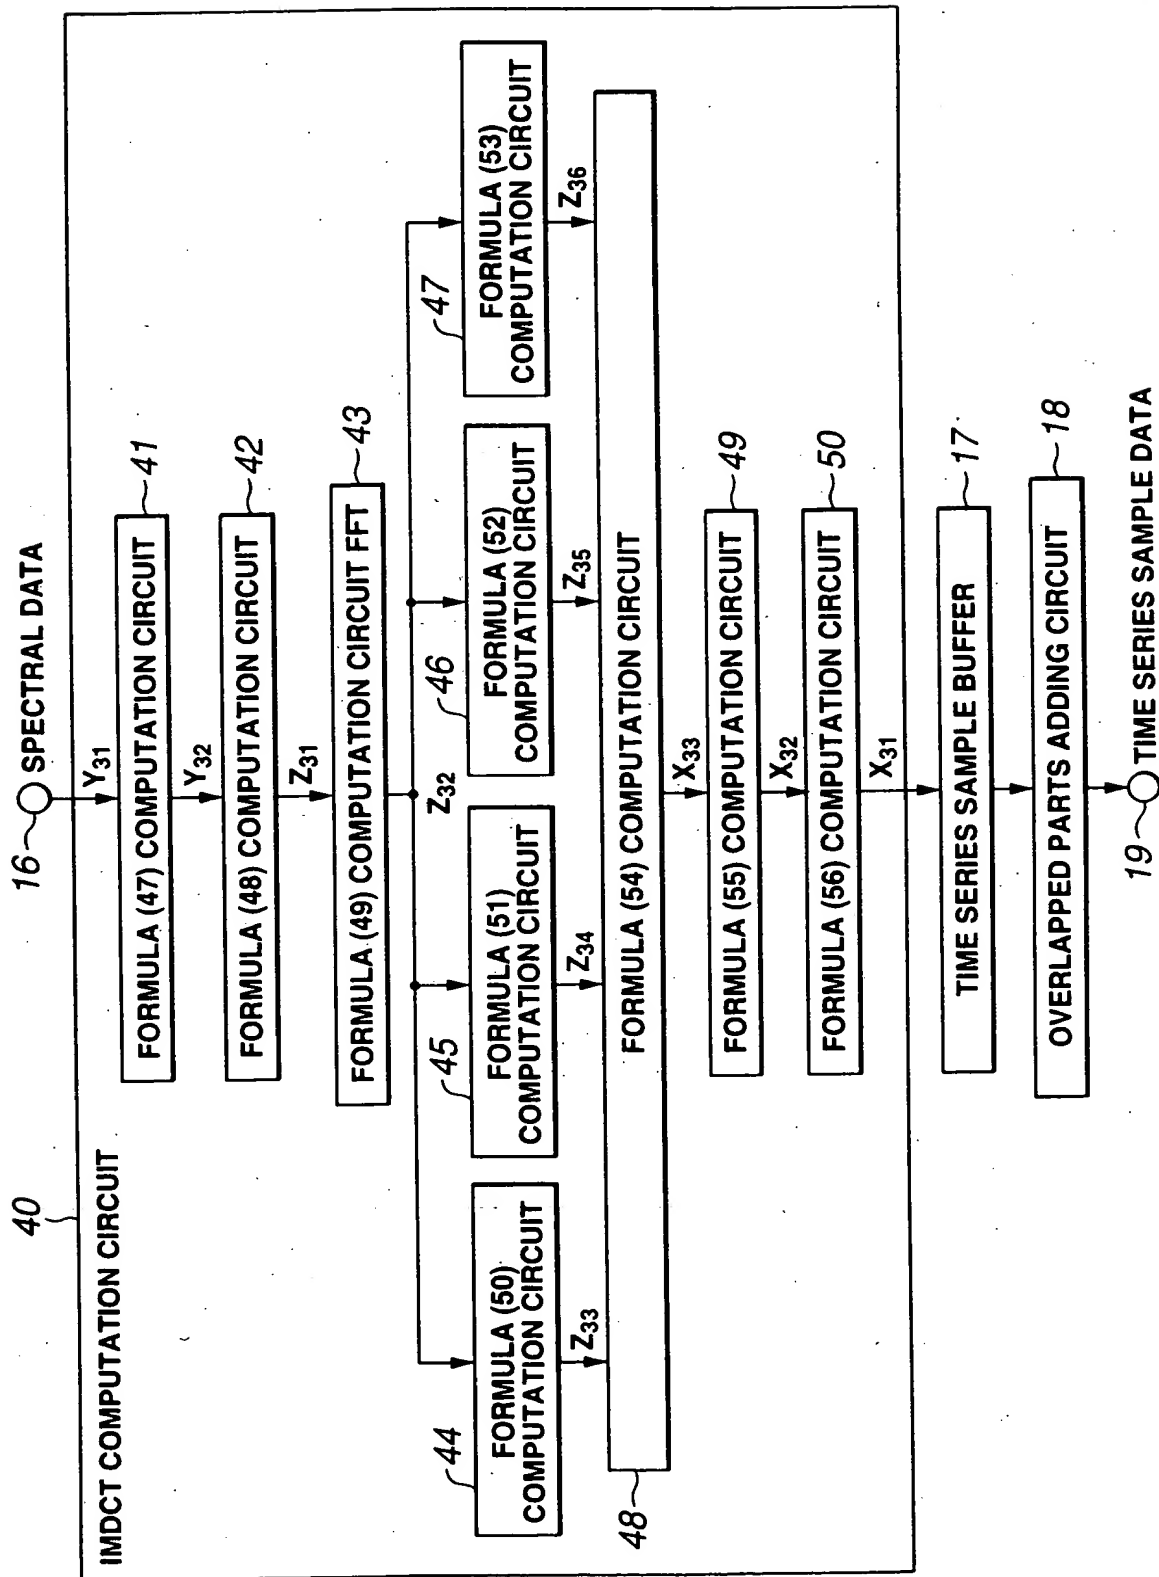 16
SPECTRAL DATA
40
IMDCT COMPUTATION CIRCUIT
Y31
FORMULA (47) COMPUTATION CIRCUIT
41
Y32
FORMULA (48) COMPUTATION CIRCUIT
42
Z31
FORMULA (49) COMPUTATION CIRCUIT FFT
43
Z32
44
FORMULA (50)
COMPUTATION CIRCUIT
45
FORMULA (51)
COMPUTATION CIRCUIT
46
FORMULA (52)
COMPUTATION CIRCUIT
47
FORMULA (53)
COMPUTATION CIRCUIT
Z33
Z34
Z35
Z36
48
FORMULA (54) COMPUTATION CIRCUIT
X33
FORMULA (55) COMPUTATION CIRCUIT
49
X32
FORMULA (56) COMPUTATION CIRCUIT
50
X31
TIME SERIES SAMPLE BUFFER
17
OVERLAPPED PARTS ADDING CIRCUIT
18
19
TIME SERIES SAMPLE DATA